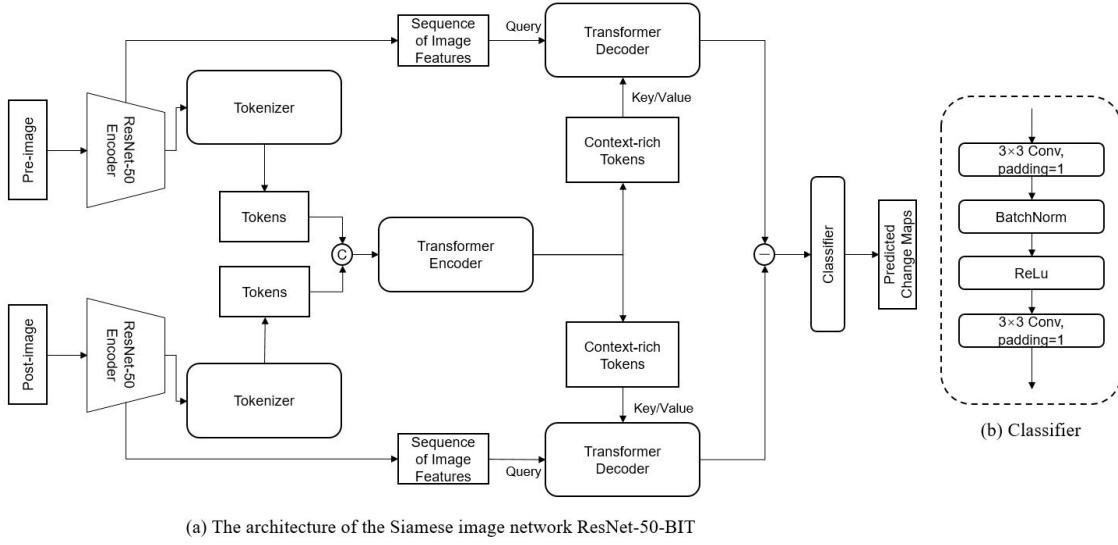 Pre-image
ResNet-50
Encoder
Tokenizer
Tokens
Sequence
of Image
Features
Query
Transformer
Decoder
Key/Value
Context-rich
Tokens
C
Transformer
Encoder
Post-image
ResNet-50
Encoder
Tokenizer
Tokens
Sequence
of Image
Features
Query
Transformer
Decoder
Key/Value
Context-rich
Tokens
Classifier
Predicted
Change Maps
(a) The architecture of the Siamese image network ResNet-50-BIT
3×3 Conv,
padding=1
BatchNorm
ReLu
3×3 Conv,
padding=1
(b) Classifier